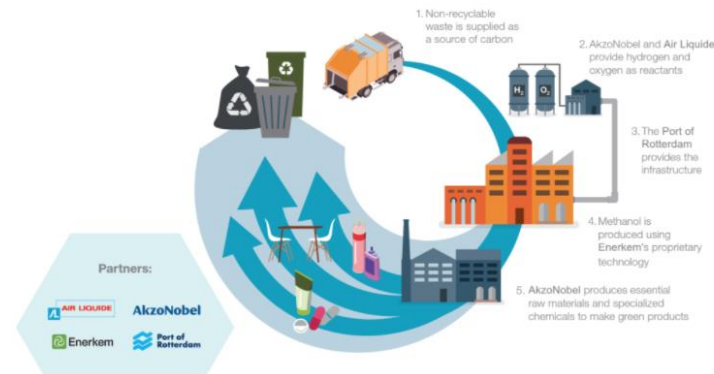 1. Non-recyclable
waste is supplied as
a source of carbon
2. AkzoNobel and Air Liquide
provide hydrogen and
oxygen as reactants
H2
O2
3. The Port of
Rotterdam
provides the
infrastructure
4. Methanol is
produced using
Enerkem's proprietary
technology
5. AkzoNobel produces essential
raw materials and specialized
chemicals to make green products
Partners:
AIR LIQUIDE
AkzoNobel
Enerkem
Port of
Rotterdam